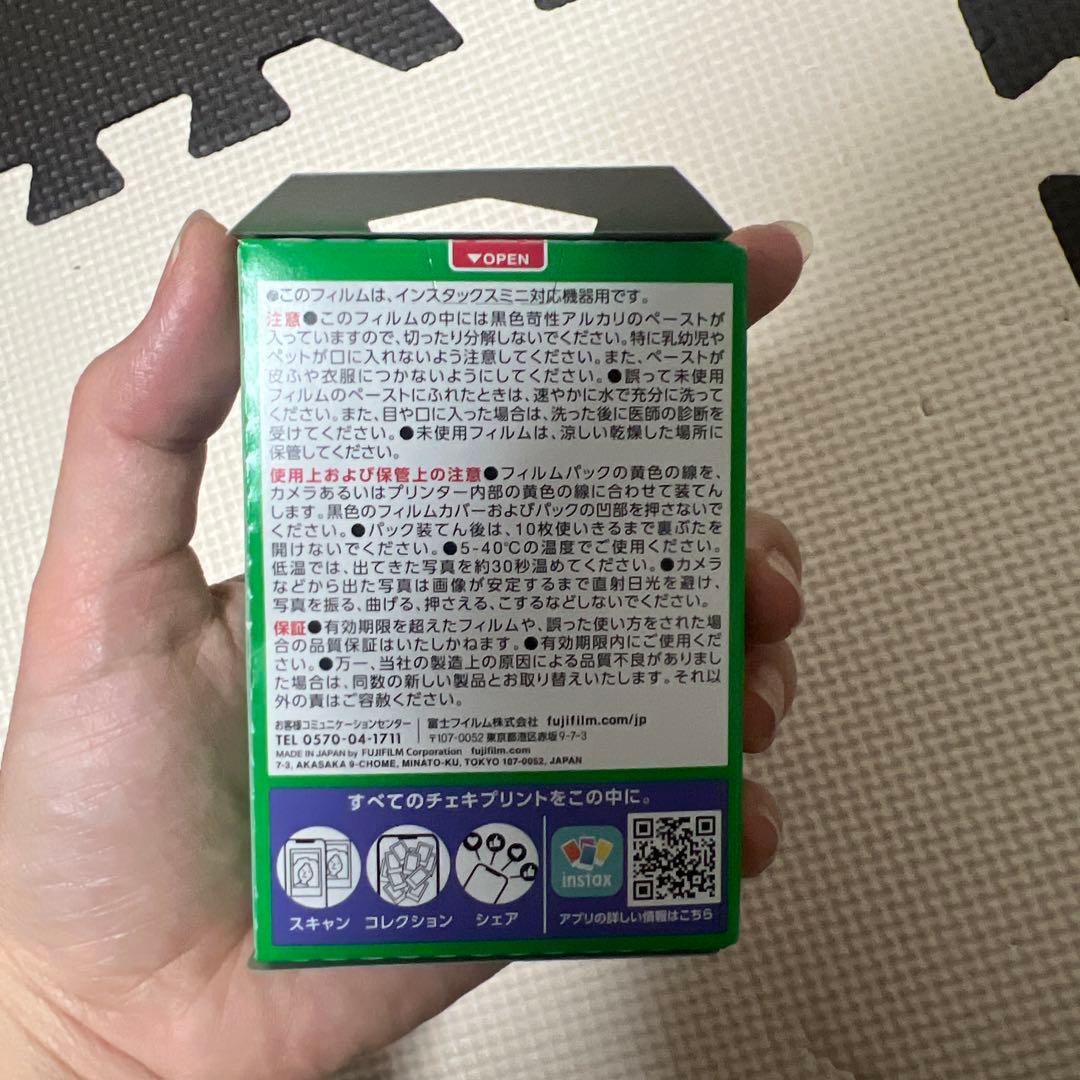 ▼OPEN
●このフィルムは、インスタックスミニ対応機器用です。
注意●このフィルムの中には黒色苛性アルカリのペーストが
入っていますので、切ったり分解しないでください。特に乳幼児や
ペットが口に入れないよう注意してください。また、ペーストが
皮ふや衣服につかないようにしてください。●誤って未使用
フィルムのペーストにふれたときは、速やかに水で充分に洗って
ください。また、目や口に入った場合は、洗った後に医師の診断を
受けてください。●未使用フィルムは、涼しい乾燥した場所に
保管してください。
使用上および保管上の注意●フィルムパックの黄色の線を、
カメラあるいはプリンター内部の黄色の線に合わせて装てん
します。黒色のフィルムカバーおよびパックの凹部を押さないで
ください。●パック装てん後は、10枚使いきるまで裏ぶたを
開けないでください。●5-40℃の温度でご使用ください。
低温では、出てきた写真を約30秒温めてください。●カメラ
などから出た写真は画像が安定するまで直射日光を避け、
写真を振る、曲げる、押さえる、こするなどしないでください。
保証●有効期限を超えたフィルムや、誤った使い方をされた場
合の品質保証はいたしかねます。●有効期限内にご使用くだ
さい。●万一、当社の製造上の原因による品質不良がありまし
た場合は、同数の新しい製品とお取り替えいたします。それ以
外の責はご容赦ください。
お客様コミュニケーションセンター
TEL 0570-04-1711
富士フイルム株式会社 fujifilm.com/jp
〒107-0052 東京都港区赤坂9-7-3
MADE IN JAPAN by FUJIFILM Corporation fujifilm.com
7-3, AKASAKA 9-CHOME, MINATO-KU, TOKYO 107-0052, JAPAN
すべてのチェキプリントをこの中に。
スキャン コレクション シェア
instax
アプリの詳しい情報はこちら